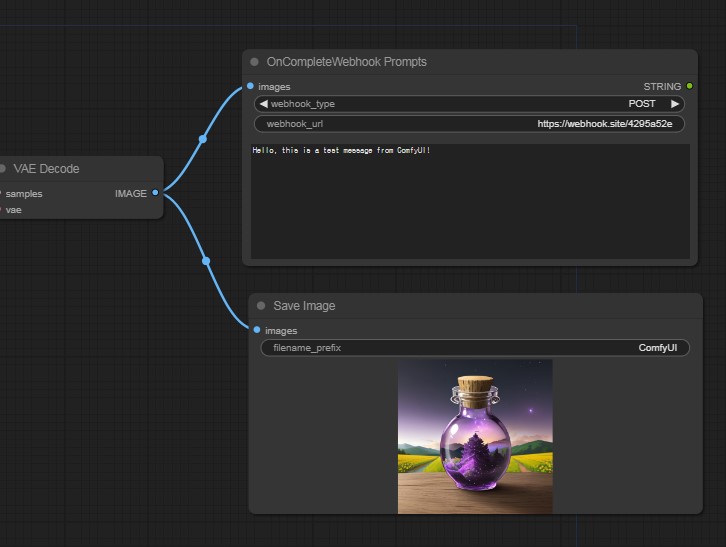 OnCompleteWebhook Prompts
images
STRING
webhook_type
POST
webhook_url
https://webhook.site/4295a52e
Hello, this is a test message from ComfyUI!
VAE Decode
samples
IMAGE
vae
Save Image
images
filename_prefix
ComfyUI